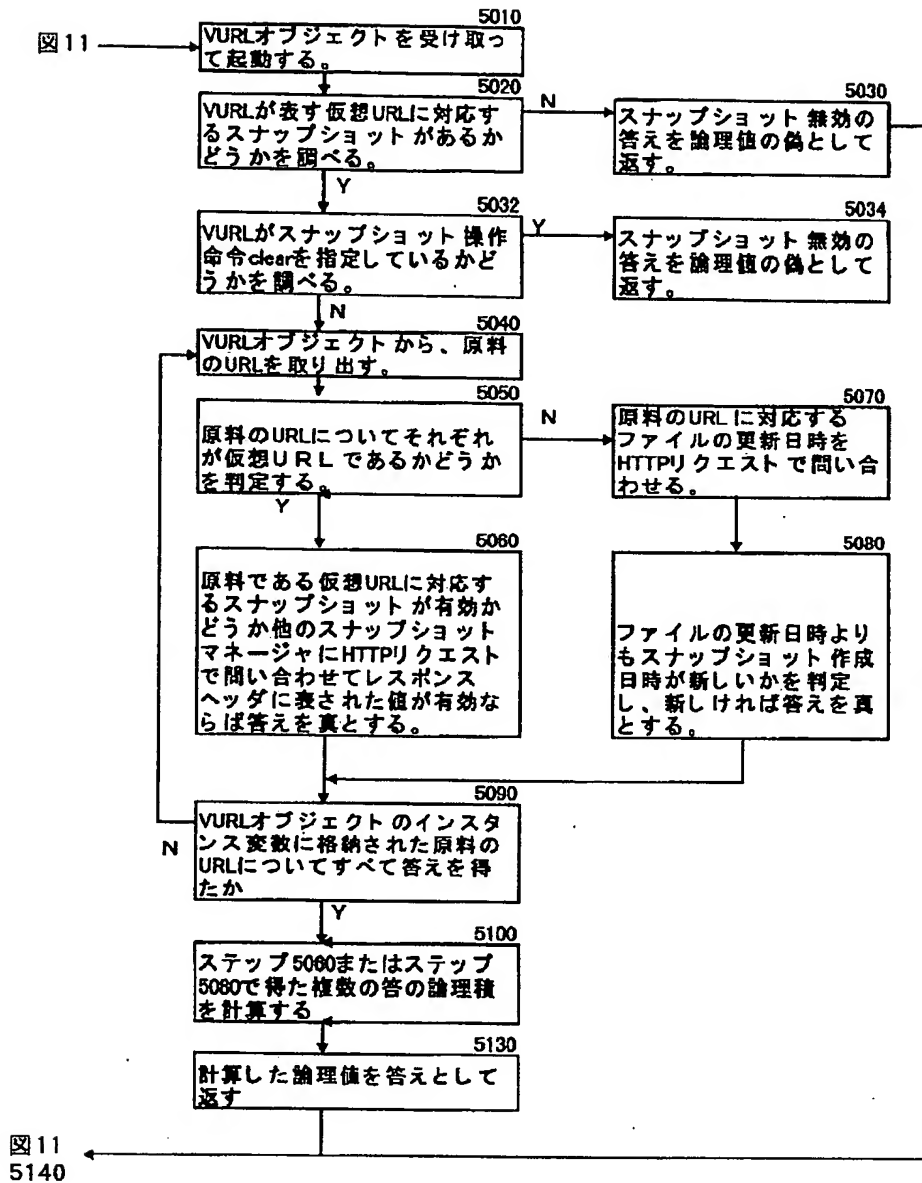 図11
5010
VURLオブジェクトを受け取っ
て起動する。
5020
VURLが表す仮想URLに対応す
るスナップショットがあるか
どうかを調べる。
N
5030
スナップショット無効の
答えを論理値の偽として
返す。
Y
5032
VURLがスナップショット操作
命令clearを指定しているかど
うかを調べる。
Y
5034
スナップショット無効の
答えを論理値の偽として
返す。
N
5040
VURLオブジェクトから、原料
のURLを取り出す。
5050
原料のURLについてそれぞれ
が仮想URLであるかどうか
を判定する。
N
5070
原料のURLに対応する
ファイルの更新日時を
HTTPリクエストで問い合
わせる。
Y
5060
原料である仮想URLに対応す
るスナップショットが有効か
どうか他のスナップショット
マネージャにHTTPリクエスト
で問い合わせてレスポンス
ヘッダに表された値が有効な
らば答えを真とする。
5080
ファイルの更新日時より
もスナップショット作成
日時が新しいかを判定
し、新しければ答えを真
とする。
5090
VURLオブジェクトのインスタ
ンス変数に格納された原料の
URLについてすべて答えを得
たか
N
Y
5100
ステップ5060またはステップ
5080で得た複数の答の論理積
を計算する
5130
計算した論理値を答えとして
返す
図11
5140